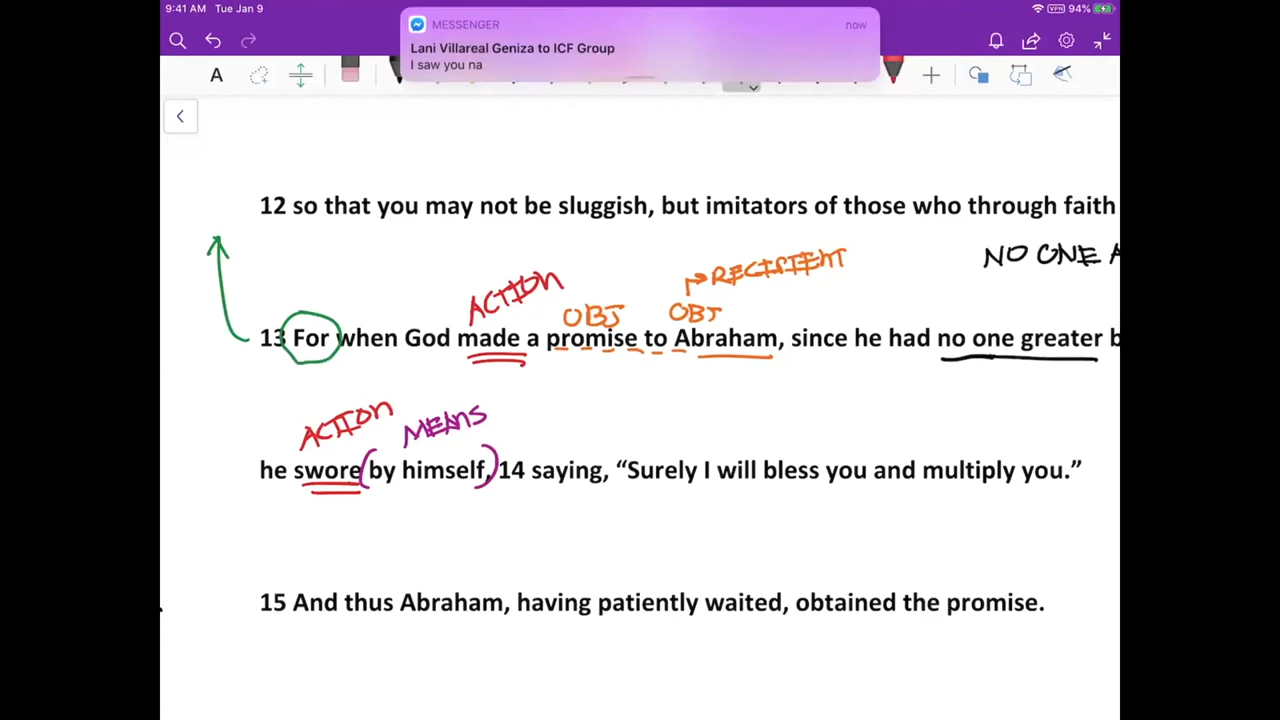 9:41 AM Tue Jan 9
VPN 94%
MESSENGER now
Lani Villareal Geniza to ICF Group
I saw you na
A
12 so that you may not be sluggish, but imitators of those who through faith
NO ONE A
RECIPIENT
ACTION OBJ OBJ
13 For when God made a promise to Abraham, since he had no one greater b
ACTION MEANS
he swore (by himself,) 14 saying, “Surely I will bless you and multiply you.”
15 And thus Abraham, having patiently waited, obtained the promise.